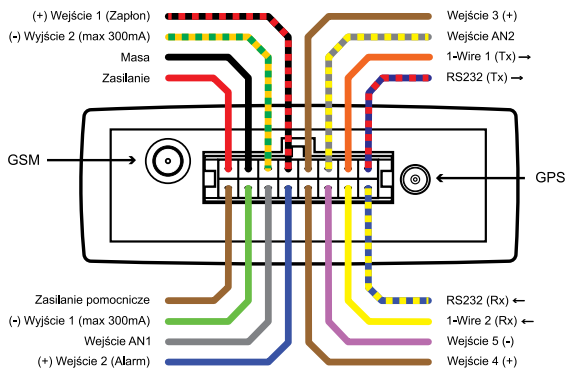 (+) Wejście 1 (Zapłon)
(-) Wyjście 2 (max 300mA)
Masa
Zasilanie
Wejście 3 (+)
Wejście AN2
1-Wire 1 (Tx) →
RS232 (Tx) →
GSM
GPS
Zasilanie pomocnicze
(-) Wyjście 1 (max 300mA)
Wejście AN1
(+) Wejście 2 (Alarm)
RS232 (Rx) ←
1-Wire 2 (Rx) ←
Wejście 5 (-)
Wejście 4 (+)